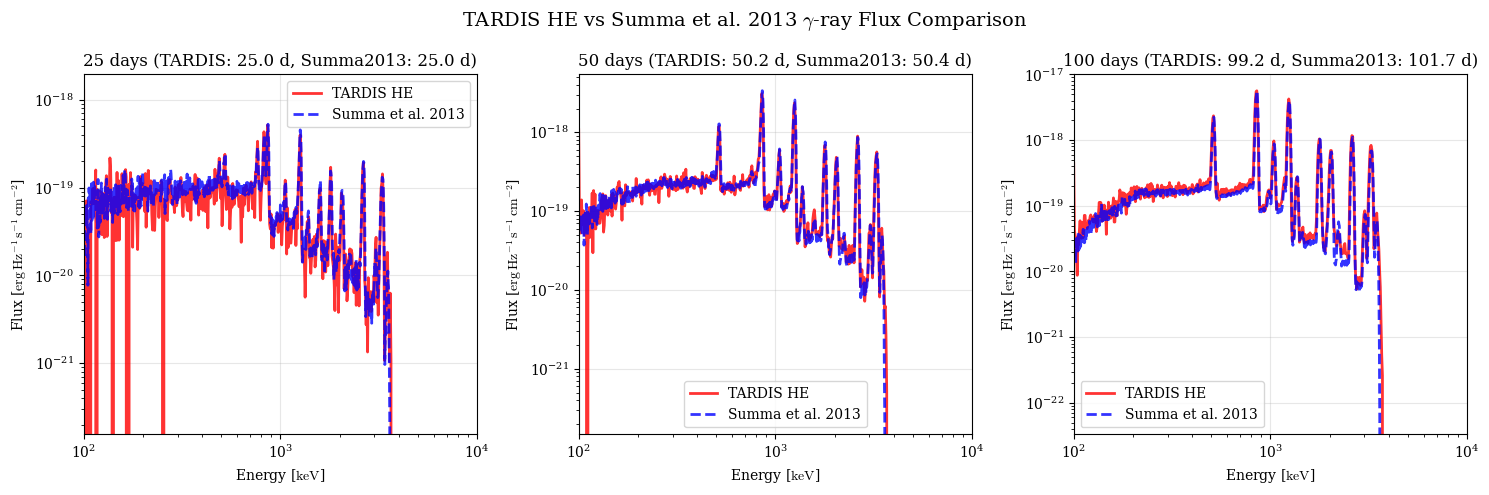 TARDIS HE vs Summa et al. 2013 γ-ray Flux Comparison
25 days (TARDIS: 25.0 d, Summa2013: 25.0 d)
Flux [erg Hz⁻¹ s⁻¹ cm⁻²]
10⁻¹⁸
10⁻¹⁹
10⁻²⁰
10⁻²¹
TARDIS HE
Summa et al. 2013
10²
10³
10⁴
Energy [keV]
50 days (TARDIS: 50.2 d, Summa2013: 50.4 d)
Flux [erg Hz⁻¹ s⁻¹ cm⁻²]
10⁻¹⁸
10⁻¹⁹
10⁻²⁰
10⁻²¹
TARDIS HE
Summa et al. 2013
10²
10³
10⁴
Energy [keV]
100 days (TARDIS: 99.2 d, Summa2013: 101.7 d)
Flux [erg Hz⁻¹ s⁻¹ cm⁻²]
10⁻¹⁷
10⁻¹⁸
10⁻¹⁹
10⁻²⁰
10⁻²¹
10⁻²²
TARDIS HE
Summa et al. 2013
10²
10³
10⁴
Energy [keV]